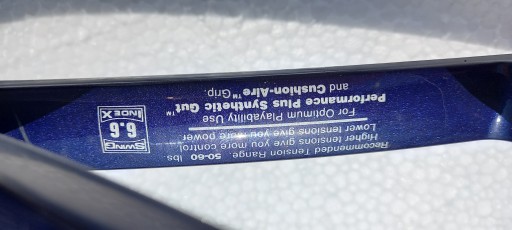 Recommended Tension Range: 50-60 lbs
Higher tensions give you more control
Lower tensions give you more power
For Optimum Playability Use
Performance Plus Synthetic Gut™
and Cushion-Aire™ Grip.
SWING
6.6
INDEX